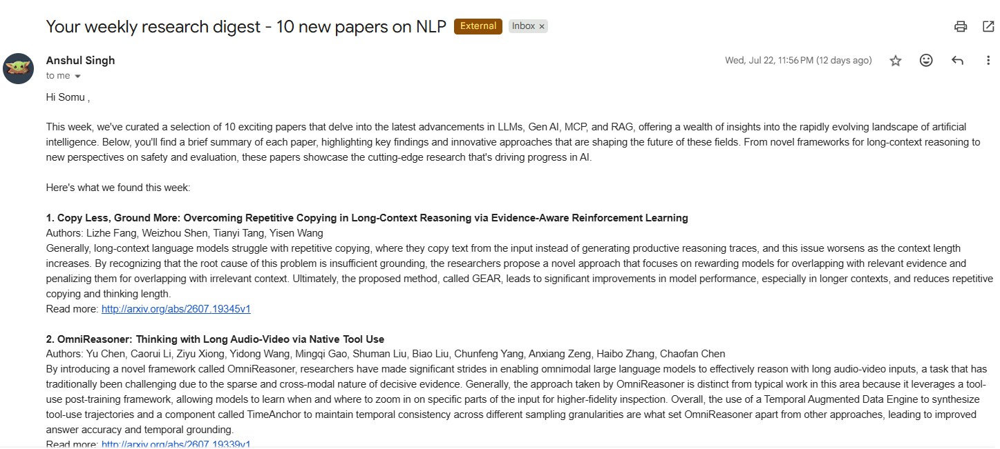 Your weekly research digest - 10 new papers on NLP External Inbox ×
Anshul Singh Wed, Jul 22, 11:56 PM (12 days ago)
to me
Hi Somu ,
This week, we've curated a selection of 10 exciting papers that delve into the latest advancements in LLMs, Gen AI, MCP, and RAG, offering a wealth of insights into the rapidly evolving landscape of artificial
intelligence. Below, you'll find a brief summary of each paper, highlighting key findings and innovative approaches that are shaping the future of these fields. From novel frameworks for long-context reasoning to
new perspectives on safety and evaluation, these papers showcase the cutting-edge research that's driving progress in AI.
Here's what we found this week:
1. Copy Less, Ground More: Overcoming Repetitive Copying in Long-Context Reasoning via Evidence-Aware Reinforcement Learning
Authors: Lizhe Fang, Weizhou Shen, Tianyi Tang, Yisen Wang
Generally, long-context language models struggle with repetitive copying, where they copy text from the input instead of generating productive reasoning traces, and this issue worsens as the context length
increases. By recognizing that the root cause of this problem is insufficient grounding, the researchers propose a novel approach that focuses on rewarding models for overlapping with relevant evidence and
penalizing them for overlapping with irrelevant context. Ultimately, the proposed method, called GEAR, leads to significant improvements in model performance, especially in longer contexts, and reduces repetitive
copying and thinking length.
Read more: http://arxiv.org/abs/2607.19345v1
2. OmniReasoner: Thinking with Long Audio-Video via Native Tool Use
Authors: Yu Chen, Caorui Li, Ziyu Xiong, Yidong Wang, Mingqi Gao, Shuman Liu, Biao Liu, Chunfeng Yang, Anxiang Zeng, Haibo Zhang, Chaofan Chen
By introducing a novel framework called OmniReasoner, researchers have made significant strides in enabling omnimodal large language models to effectively reason with long audio-video inputs, a task that has
traditionally been challenging due to the sparse and cross-modal nature of decisive evidence. Generally, the approach taken by OmniReasoner is distinct from typical work in this area because it leverages a tool-
use post-training framework, allowing models to learn when and where to zoom in on specific parts of the input for higher-fidelity inspection. Overall, the use of a Temporal Augmented Data Engine to synthesize
tool-use trajectories and a component called TimeAnchor to maintain temporal consistency across different sampling granularities are what set OmniReasoner apart from other approaches, leading to improved
answer accuracy and temporal grounding.
Read more: http://arxiv.org/abs/2607.19339v1